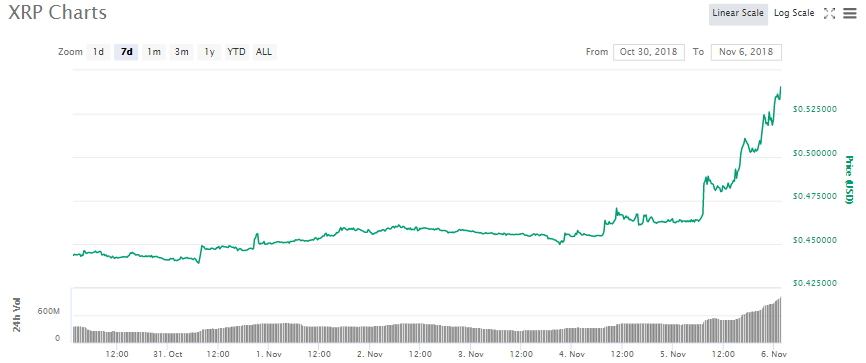 XRP Charts
Linear Scale Log Scale
Zoom 1d 7d 1m 3m 1y YTD ALL From Oct 30, 2018 To Nov 6, 2018
$0.525000
$0.500000
$0.475000
$0.450000
$0.425000
Price (USD)
24h Vol
600M
0
12:00 31. Oct 12:00 1. Nov 12:00 2. Nov 12:00 3. Nov 12:00 4. Nov 12:00 5. Nov 12:00 6. Nov